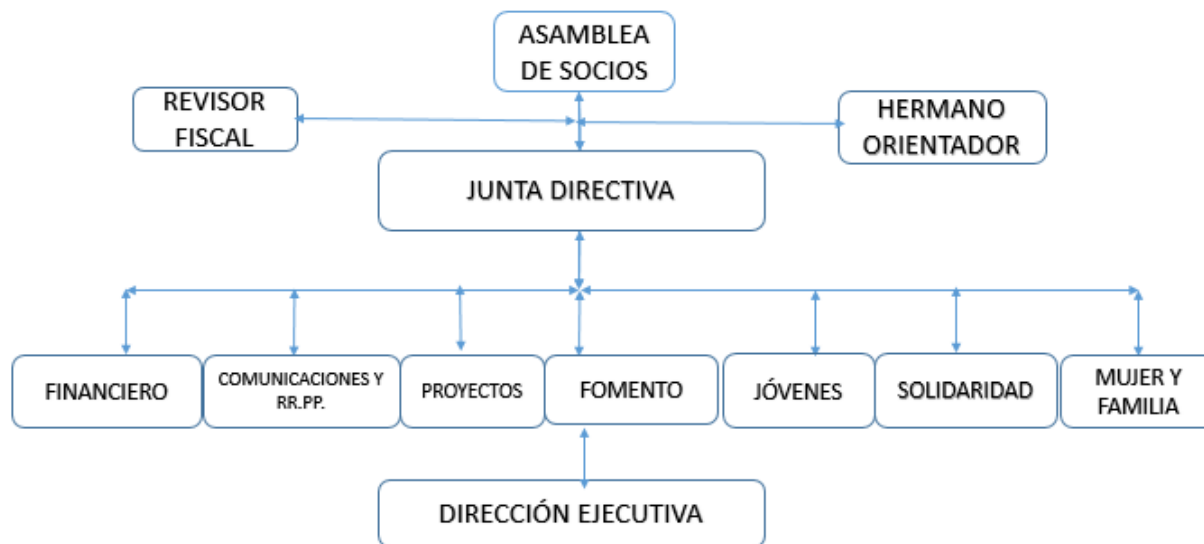 ASAMBLEA
DE SOCIOS
REVISOR
FISCAL
HERMANO
ORIENTADOR
JUNTA DIRECTIVA
FINANCIERO
COMUNICACIONES Y
RR.PP.
PROYECTOS
FOMENTO
JÓVENES
SOLIDARIDAD
MUJER Y
FAMILIA
DIRECCIÓN EJECUTIVA